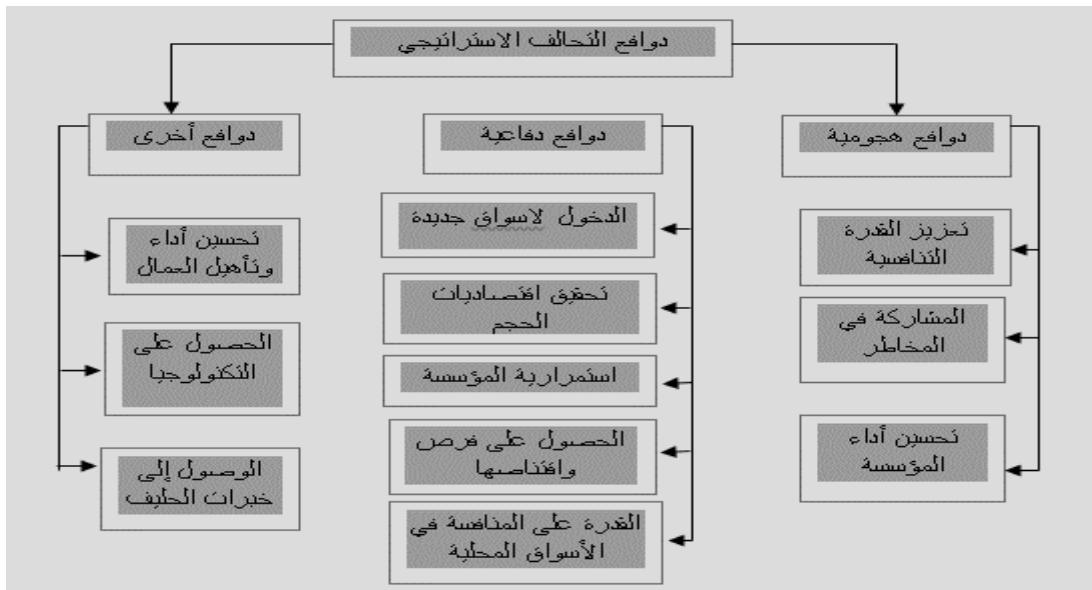 دوافع التحالف الاستراتيجي
دوافع هجومية
تعزيز القدرة
التنافسية
المشاركة في
المخاطر
تحسين أداء
المؤسسة
دوافع دفاعية
الدخول لاسواق جديدة
تحقيق اقتصاديات
الحجم
استمرارية المؤسسة
الحصول على فرص
واقتناصها
القدرة على المنافسة في
الأسواق المحلية
دوافع أخرى
تحسين أداء
وتأهيل العمال
الحصول على
التكنولوجيا
الوصول إلى
خبرات الحليف